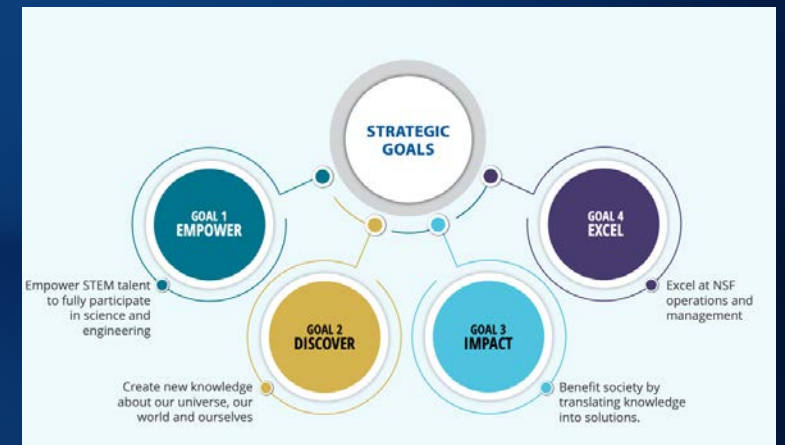 STRATEGIC
GOALS
GOAL 1
EMPOWER
Empower STEM talent
to fully participate
in science and
engineering
GOAL 2
DISCOVER
Create new knowledge
about our universe, our
world and ourselves
GOAL 3
IMPACT
Benefit society by
translating knowledge
into solutions.
GOAL 4
EXCEL
Excel at NSF
operations and
management